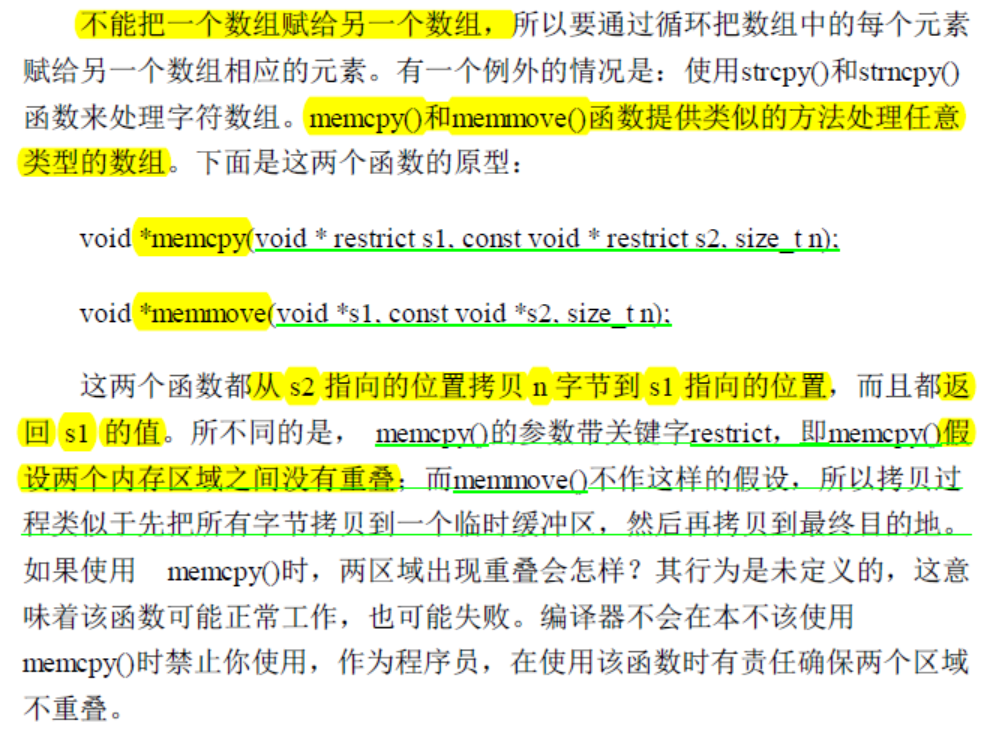 不能把一个数组赋给另一个数组，所以要通过循环把数组中的每个元素
赋给另一个数组相应的元素。有一个例外的情况是：使用strcpy()和strncpy()
函数来处理字符数组。memcpy()和memmove()函数提供类似的方法处理任意
类型的数组。下面是这两个函数的原型：
void *memcpy(void * restrict s1, const void * restrict s2, size_t n);
void *memmove(void *s1, const void *s2, size_t n);
这两个函数都从 s2 指向的位置拷贝 n 字节到 s1 指向的位置，而且都返
回 s1 的值。所不同的是， memcpy()的参数带关键字restrict，即memcpy()假
设两个内存区域之间没有重叠；而memmove()不作这样的假设，所以拷贝过
程类似于先把所有字节拷贝到一个临时缓冲区，然后再拷贝到最终目的地。
如果使用 memcpy()时，两区域出现重叠会怎样？其行为是未定义的，这意
味着该函数可能正常工作，也可能失败。编译器不会在本不该使用
memcpy()时禁止你使用，作为程序员，在使用该函数时有责任确保两个区域
不重叠。